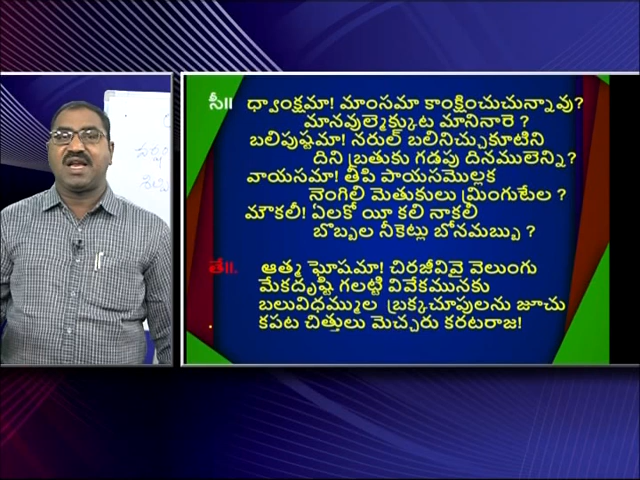 సీ॥ ధ్వాంక్షమా! మాంసమా కాంక్షించుచున్నావు?
మానవుల్మెక్కుట మానినారె ?
బలిపుష్టమా! నరుల్ బలినిచ్చుకూటిని
దిని బ్రతుకు గడపు దినములెన్ని?
వాయసమా! తీపి పాయసమొల్లక
నెంగిలి మెతుకులు మ్రింగుటేల ?
మౌకలీ! ఏలకో యీ కలి నాకలి
బొబ్బల నీకెట్లు బోనమబ్బు ?
తే॥. ఆత్మ ఘోషమా! చిరజీవివై వెలుంగు
మేకదృష్టి గలట్టి వివేకమునకు
బలువిధమ్ముల బ్రక్కచూపులను జూచు
కపట చిత్తులు మెచ్చరు కరటరాజ!